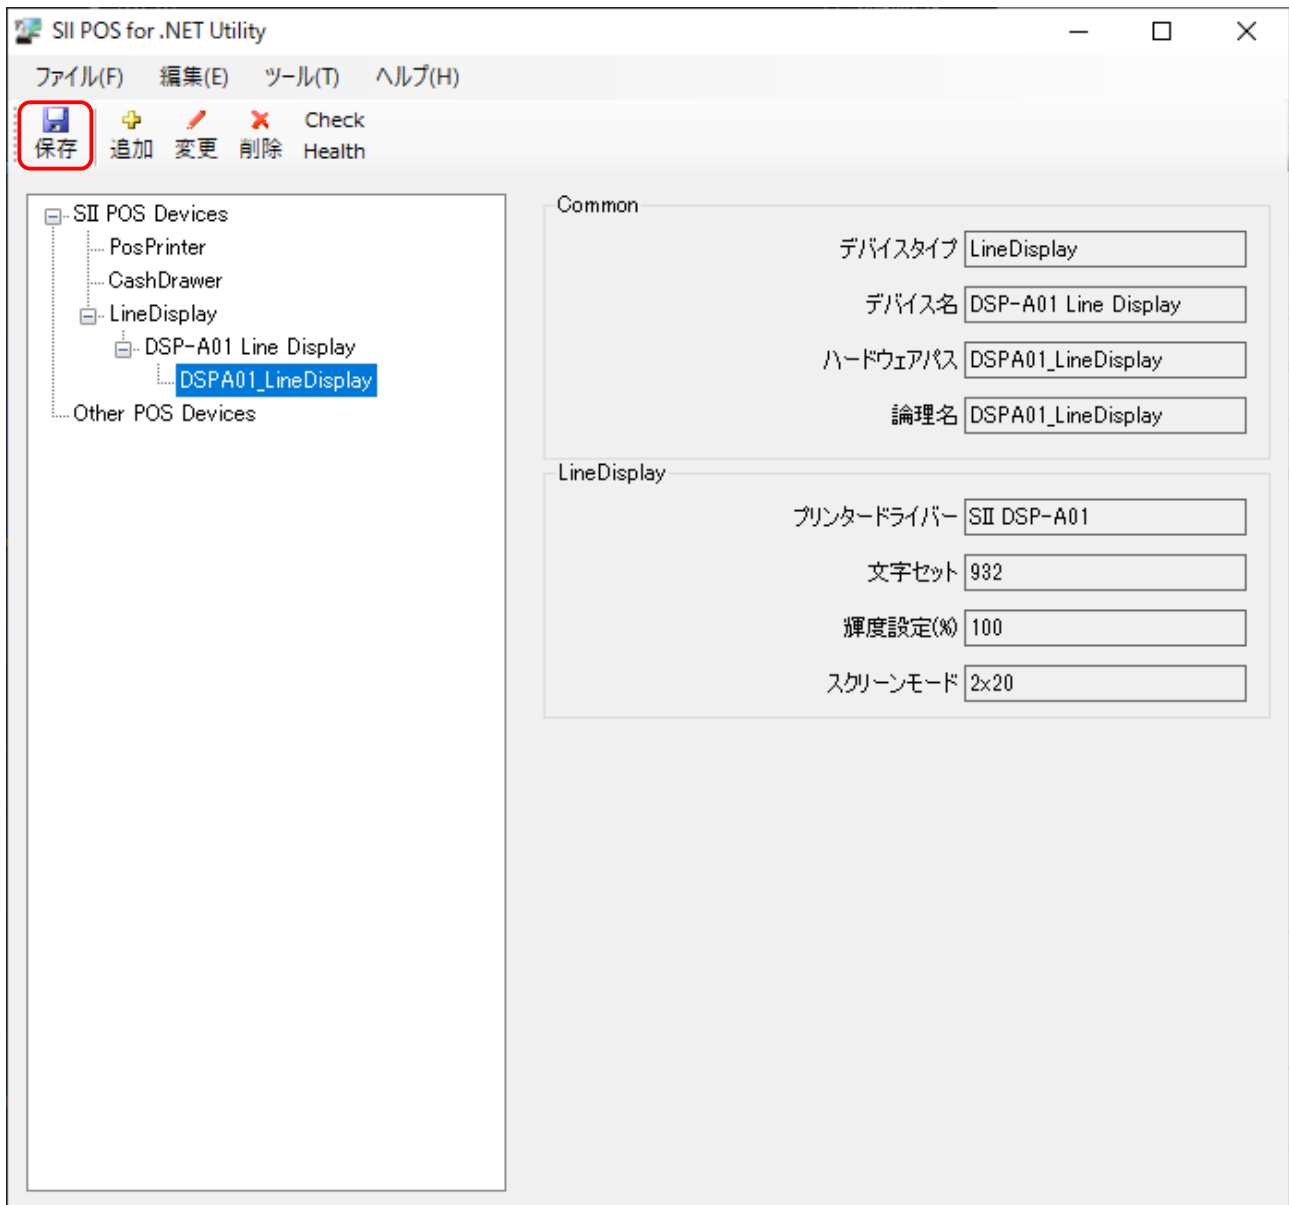 SII POS for .NET Utility
ファイル(F) 編集(E) ツール(T) ヘルプ(H)
保存 追加 変更 削除 Check Health
SII POS Devices
PosPrinter
CashDrawer
LineDisplay
DSP-A01 Line Display
DSPA01_LineDisplay
Other POS Devices
Common
デバイスタイプ LineDisplay
デバイス名 DSP-A01 Line Display
ハードウェアパス DSPA01_LineDisplay
論理名 DSPA01_LineDisplay
LineDisplay
プリンタードライバー SII DSP-A01
文字セット 932
輝度設定(%) 100
スクリーンモード 2x20